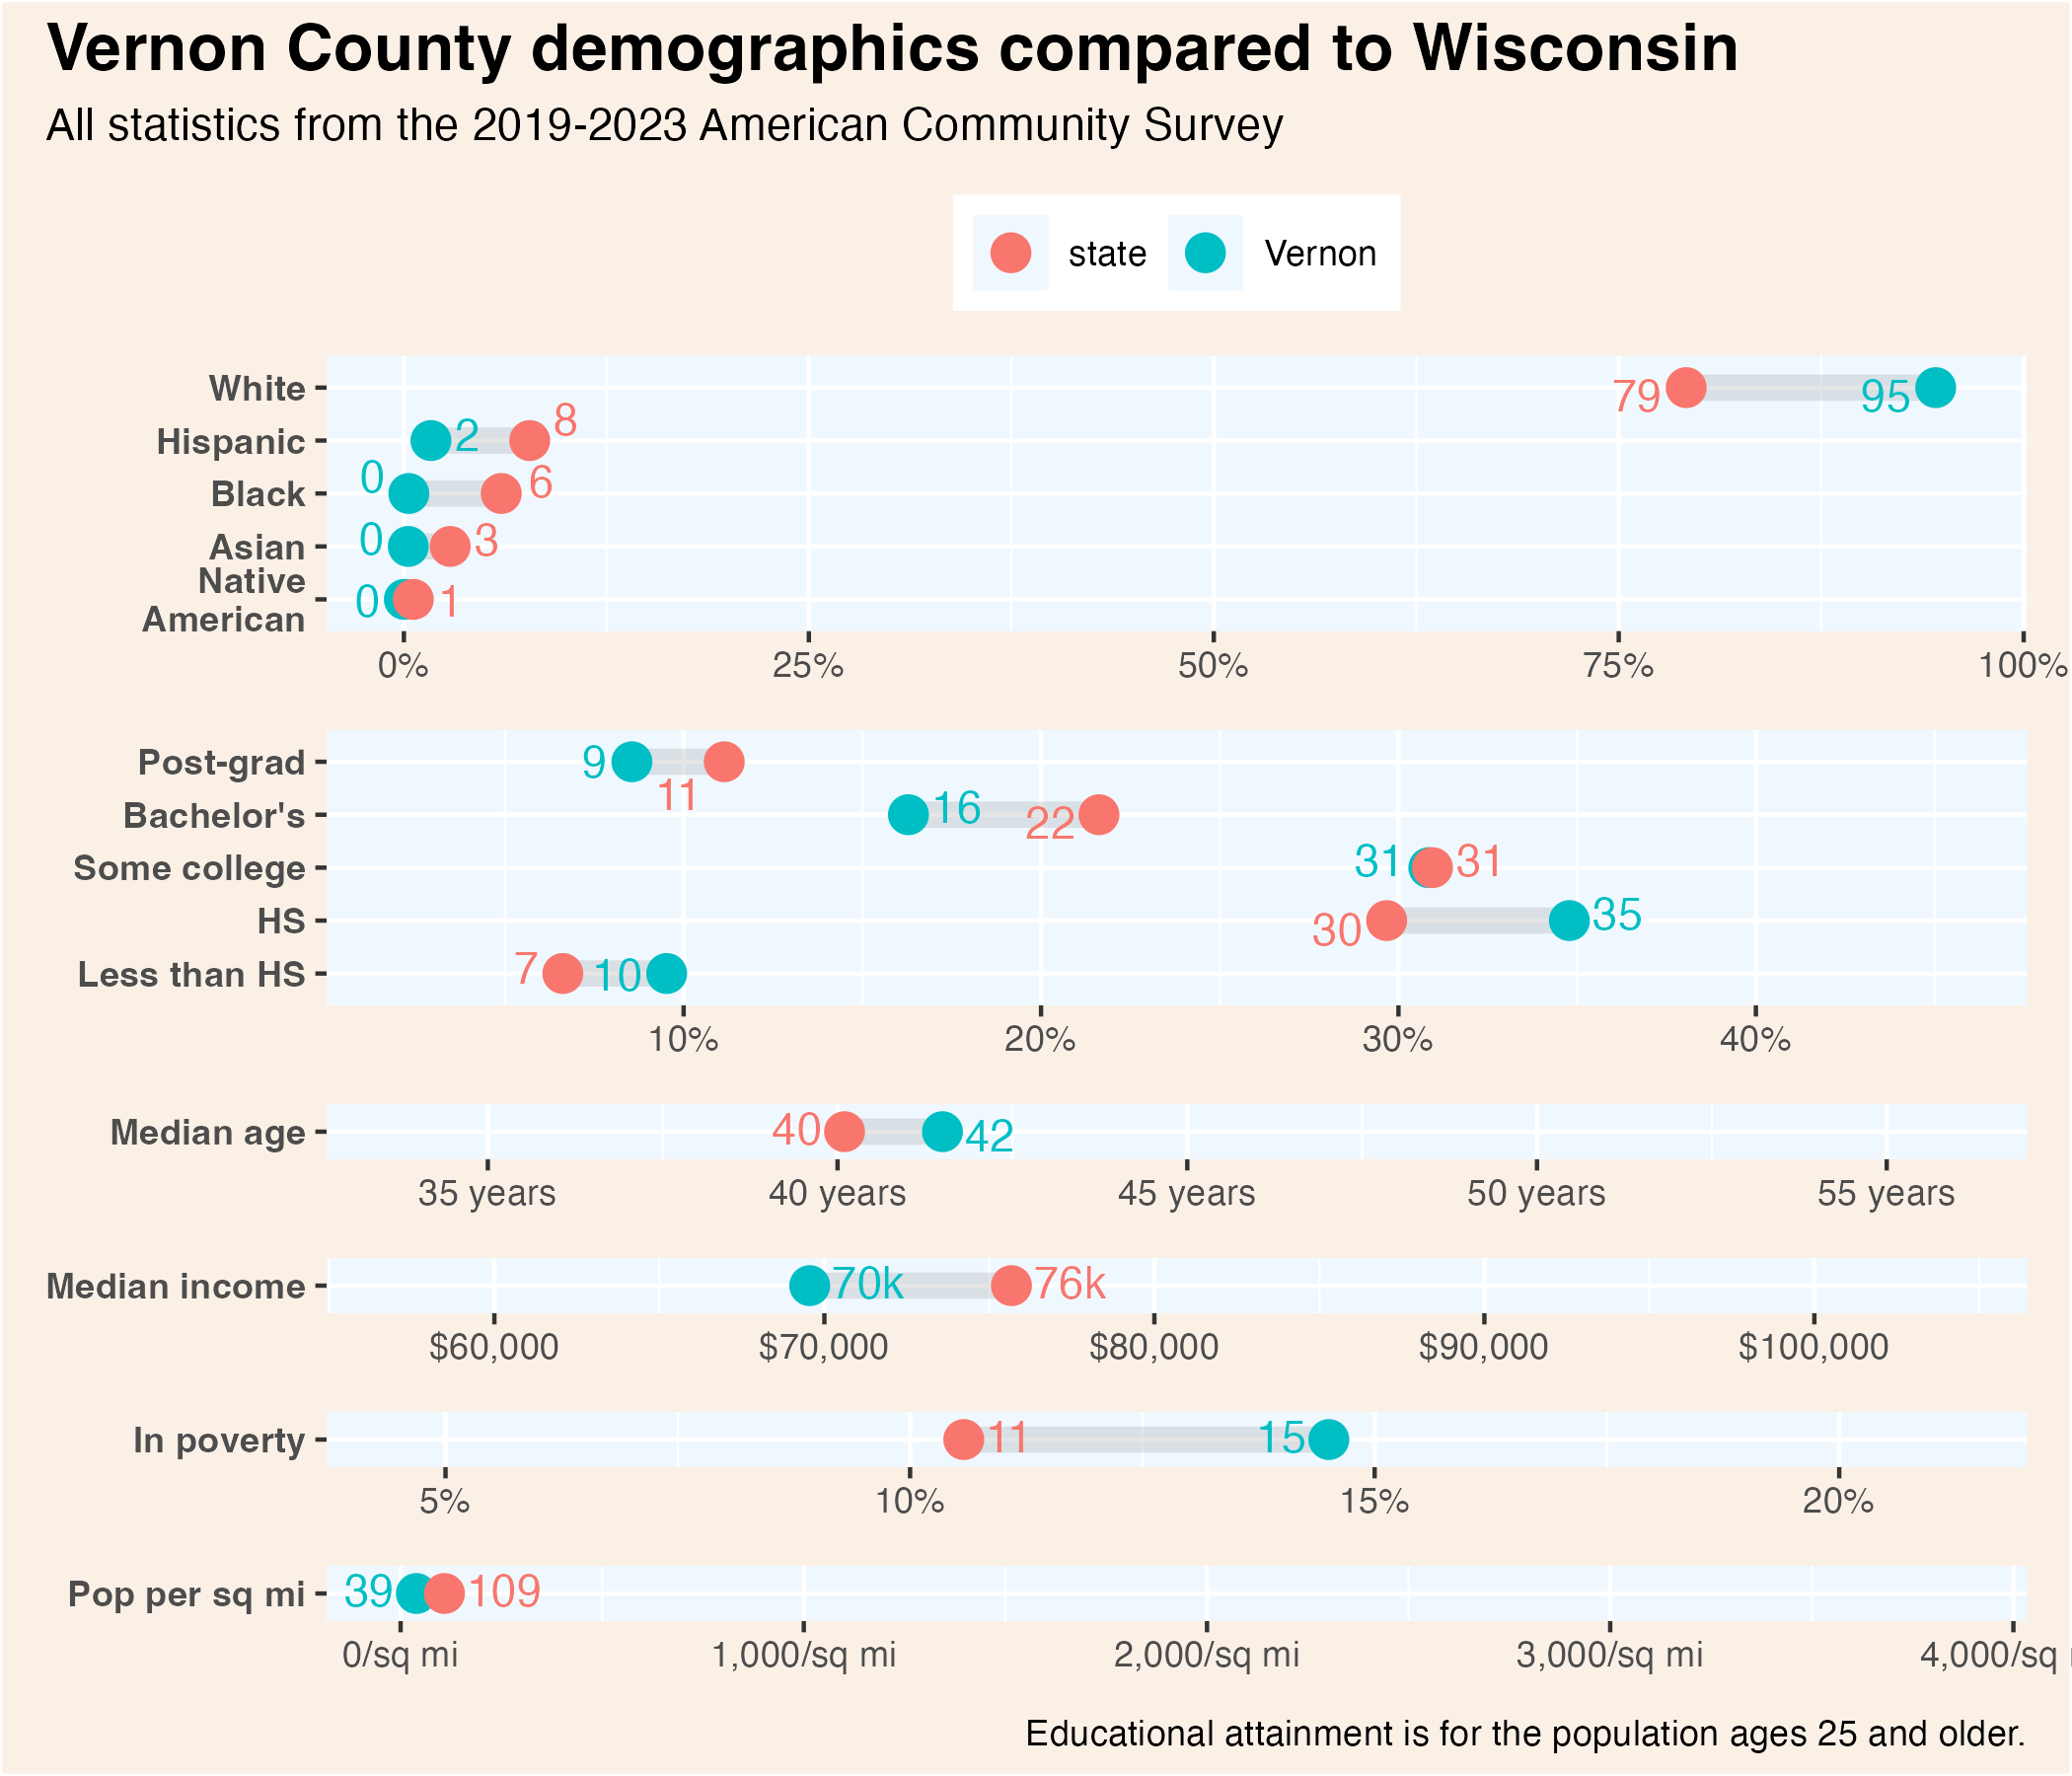 Vernon County demographics compared to Wisconsin
All statistics from the 2019-2023 American Community Survey
state Vernon
White 79 95
Hispanic 2 8
Black 0 6
Asian 0 3
Native
American 0 1
0% 25% 50% 75% 100%
Post-grad 9 11
Bachelor's 16 22
Some college 31 31
HS 30 35
Less than HS 7 10
10% 20% 30% 40%
Median age 40 42
35 years 40 years 45 years 50 years 55 years
Median income 70k 76k
$60,000 $70,000 $80,000 $90,000 $100,000
In poverty 11 15
5% 10% 15% 20%
Pop per sq mi 39 109
0/sq mi 1,000/sq mi 2,000/sq mi 3,000/sq mi 4,000/sq
Educational attainment is for the population ages 25 and older.